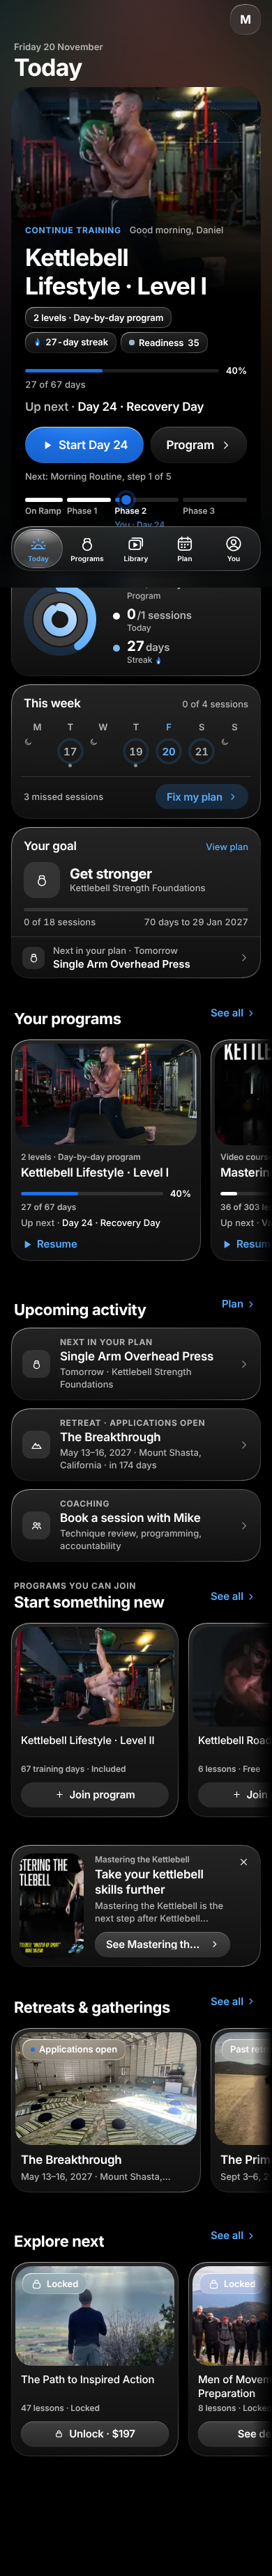 M
Friday 20 November
Today
CONTINUE TRAINING Good morning, Daniel
Kettlebell
Lifestyle · Level I
2 levels · Day-by-day program
27-day streak
Readiness 35
40%
27 of 67 days
Up next · Day 24 · Recovery Day
Start Day 24
Program
Next: Morning Routine, step 1 of 5
On Ramp Phase 1 Phase 2 Phase 3
You · Day 24
Today Programs Library Plan You
Program
0/1 sessions
Today
27 days
Streak
This week
0 of 4 sessions
M T W T F S S
17 19 20 21
3 missed sessions
Fix my plan
Your goal
View plan
Get stronger
Kettlebell Strength Foundations
0 of 18 sessions
70 days to 29 Jan 2027
Next in your plan · Tomorrow
Single Arm Overhead Press
Your programs
See all
2 levels · Day-by-day program
Kettlebell Lifestyle · Level I
40%
27 of 67 days
Up next · Day 24 · Recovery Day
Resume
Video
36 of 303
Up next ·
Upcoming activity
Plan
NEXT IN YOUR PLAN
Single Arm Overhead Press
Tomorrow · Kettlebell Strength
Foundations
RETREAT · APPLICATIONS OPEN
The Breakthrough
May 13–16, 2027 · Mount Shasta,
California · in 174 days
COACHING
Book a session with Mike
Technique review, programming,
accountability
PROGRAMS YOU CAN JOIN
Start something new
See all
Kettlebell Lifestyle · Level II
67 training days · Included
Join program
Kettlebell
6 lessons · Free
Join
Mastering the Kettlebell
Take your kettlebell
skills further
Mastering the Kettlebell is the
next step after Kettlebell...
See Mastering th...
Retreats & gatherings
See all
Applications open
The Breakthrough
May 13–16, 2027 · Mount Shasta,...
Past
The
Sept 3–6,
Explore next
See all
Locked
The Path to Inspired Action
47 lessons · Locked
Unlock · $197
Locked
Men of
Preparation
8 lessons ·
See